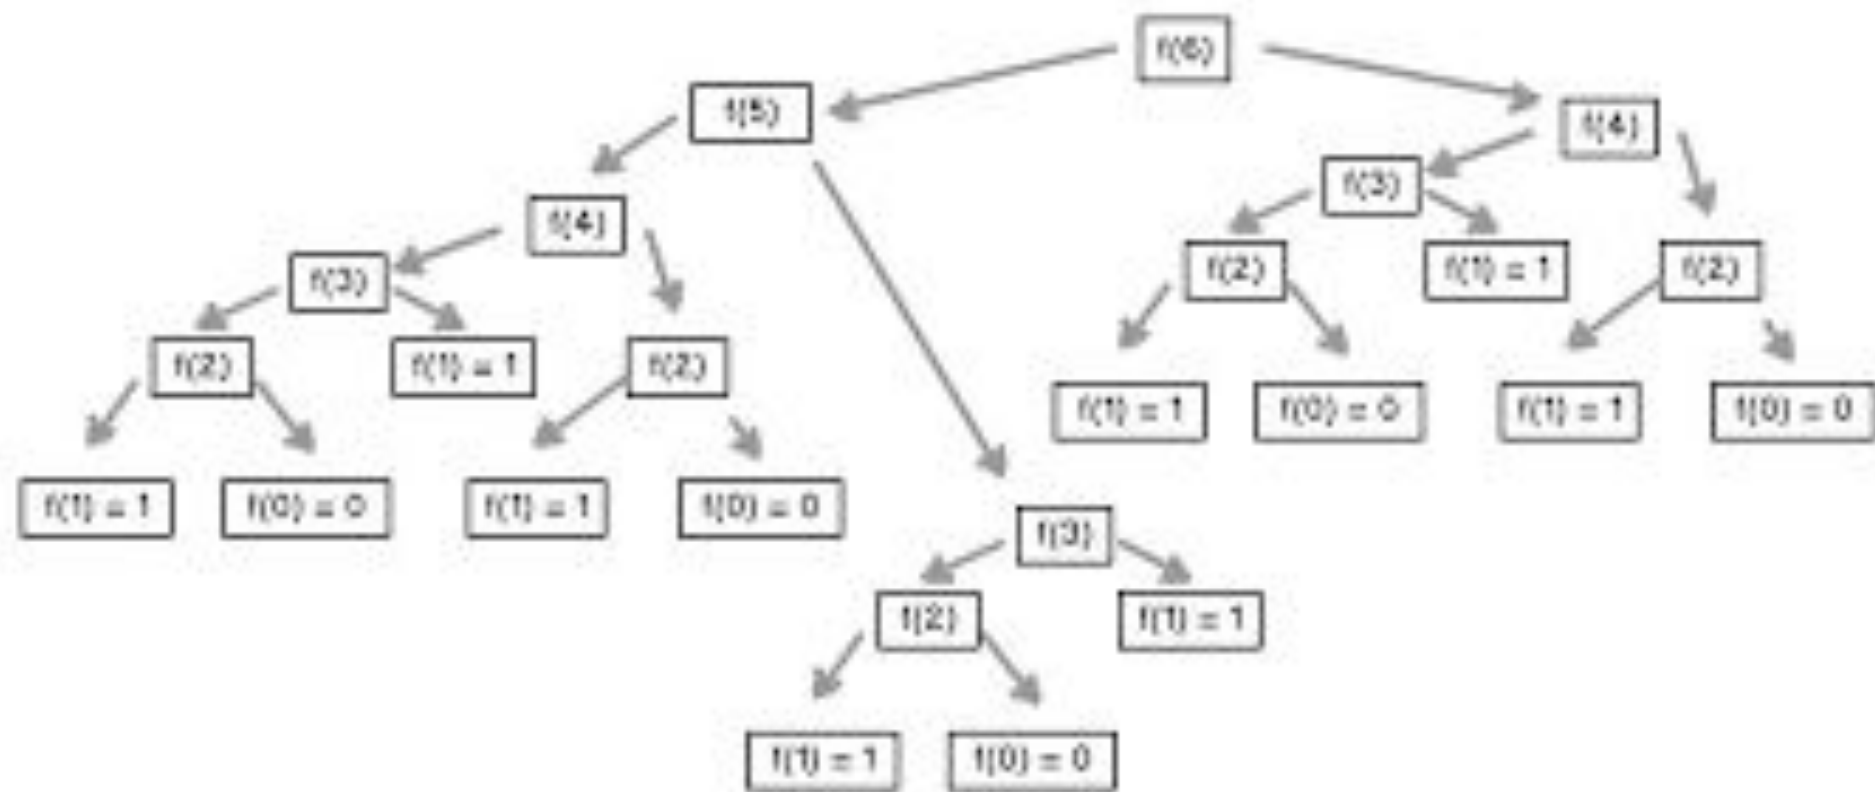 f(6)
f(5)
f(4)
f(4)
f(3)
f(3)
f(2)
f(1) = 1
f(2)
f(2)
f(1) = 1
f(2)
f(1) = 1
f(0) = 0
f(1) = 1
f(0) = 0
f(1) = 1
f(0) = 0
f(1) = 1
f(0) = 0
f(3)
f(2)
f(1) = 1
f(1) = 1
f(0) = 0